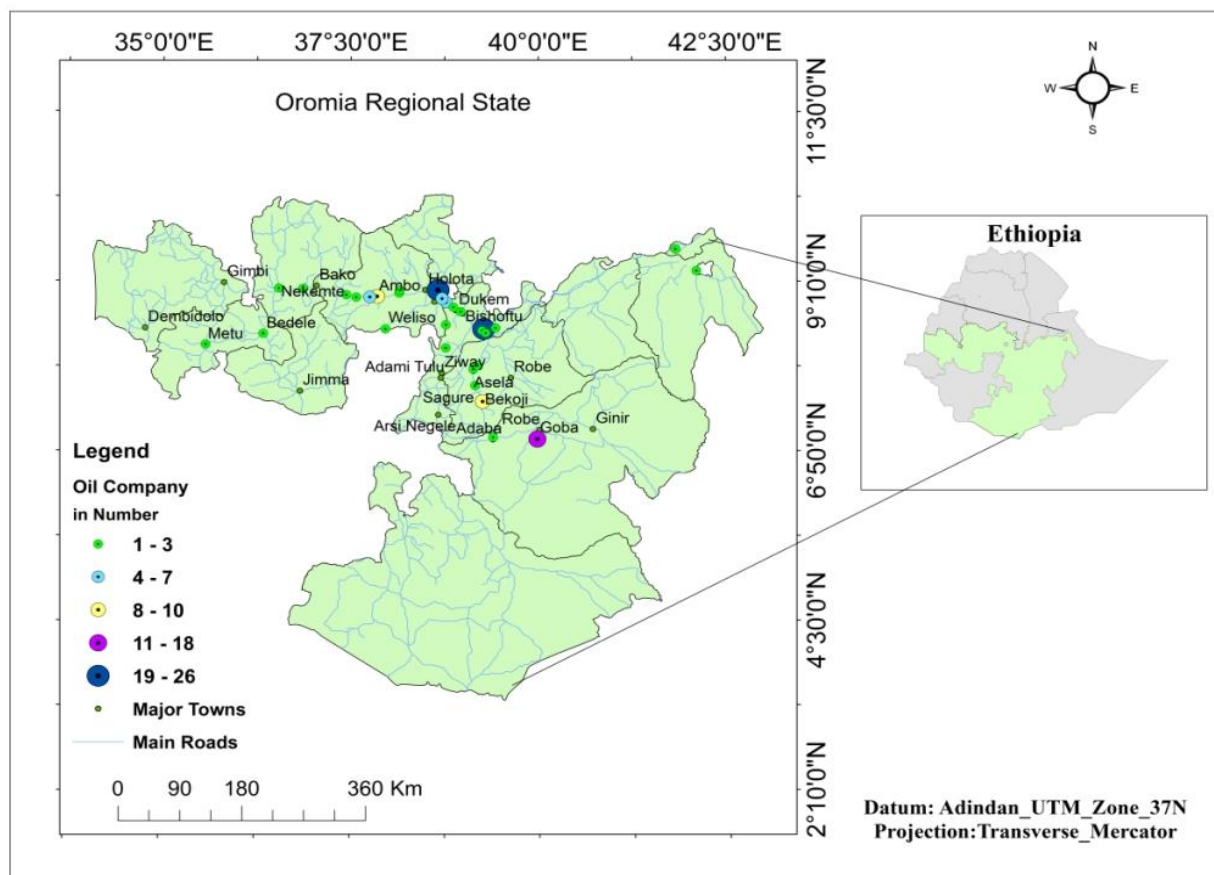 35°0'0"E 37°30'0"E 40°0'0"E 42°30'0"E
Oromia Regional State
N
W E
S
11°30'0"N
9°10'0"N
6°50'0"N
4°30'0"N
2°10'0"N
Ethiopia
Gimbi
Bako
Nekemte
Ambo
Holota
Dukem
Dembidolo
Metu
Bedele
Weliso
Bishoftu
Jimma
Adami Tulu
Ziway
Robe
Asela
Sagure
Bekoji
Arsi Negele
Adaba
Robe
Goba
Ginir
Legend
Oil Company
in Number
1 - 3
4 - 7
8 - 10
11 - 18
19 - 26
Major Towns
Main Roads
0 90 180 360 Km
Datum: Adindan_UTM_Zone_37N
Projection:Transverse_Mercator